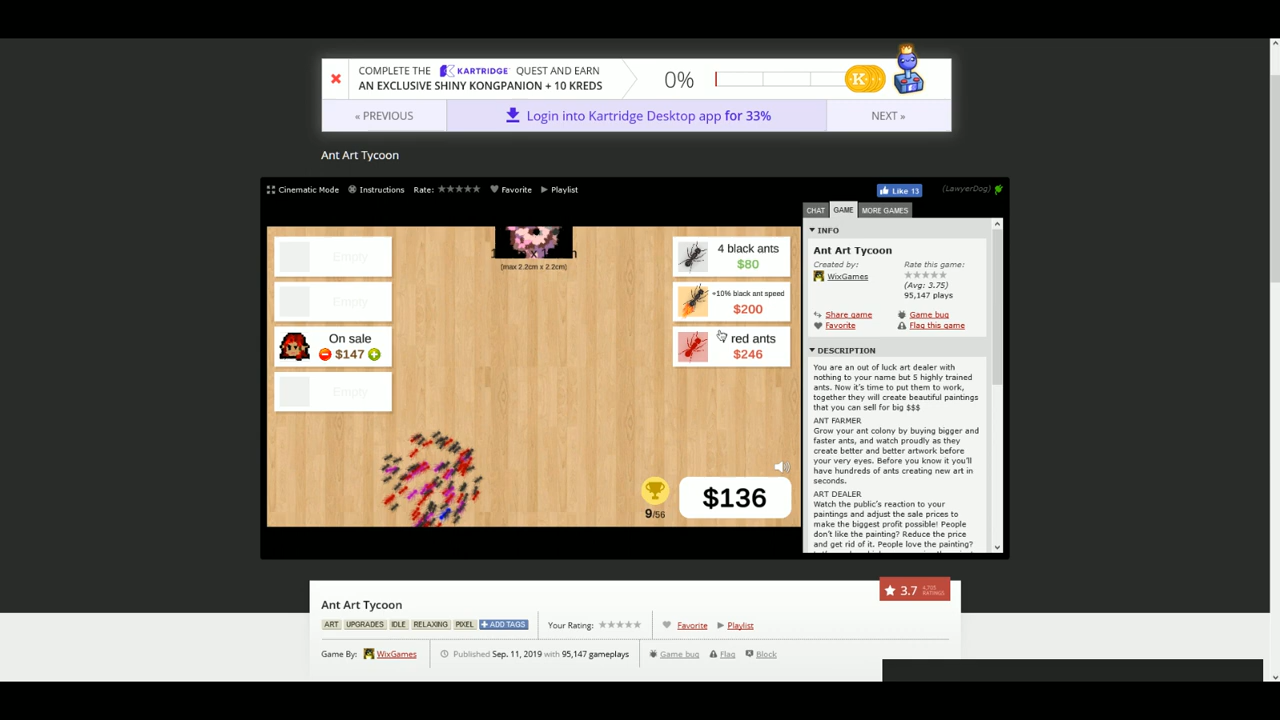 COMPLETE THE KARTRIDGE QUEST AND EARN
AN EXCLUSIVE SHINY KONGPANION + 10 KREDS
0%
K
« PREVIOUS
Login into Kartridge Desktop app for 33%
NEXT »
Ant Art Tycoon
Cinematic Mode
Instructions
Rate:
Favorite
Playlist
Like 13
(LawyerDog)
CHAT
GAME
MORE GAMES
Empty
Empty
On sale
$147
Empty
(max 2.2cm x 2.2cm)
4 black ants
$80
+10% black ant speed
$200
red ants
$246
9/56
$136
INFO
Ant Art Tycoon
Created by:
WixGames
Rate this game:
(Avg: 3.75)
95,147 plays
Share game
Favorite
Game bug
Flag this game
DESCRIPTION
You are an out of luck art dealer with
nothing to your name but 5 highly trained
ants. Now it's time to put them to work,
together they will create beautiful paintings
that you can sell for big $$$
ANT FARMER
Grow your ant colony by buying bigger and
faster ants, and watch proudly as they
create better and better artwork before
your very eyes. Before you know it you'll
have hundreds of ants creating new art in
seconds.
ART DEALER
Watch the public's reaction to your
paintings and adjust the sale prices to
make the biggest profit possible! People
don't like the painting? Reduce the price
and get rid of it. People love the painting?
3.7
RATINGS
Ant Art Tycoon
ART
UPGRADES
IDLE
RELAXING
PIXEL
ADD TAGS
Your Rating:
Favorite
Playlist
Game By:
WixGames
Published Sep. 11, 2019 with 95,147 gameplays
Game bug
Flag
Block